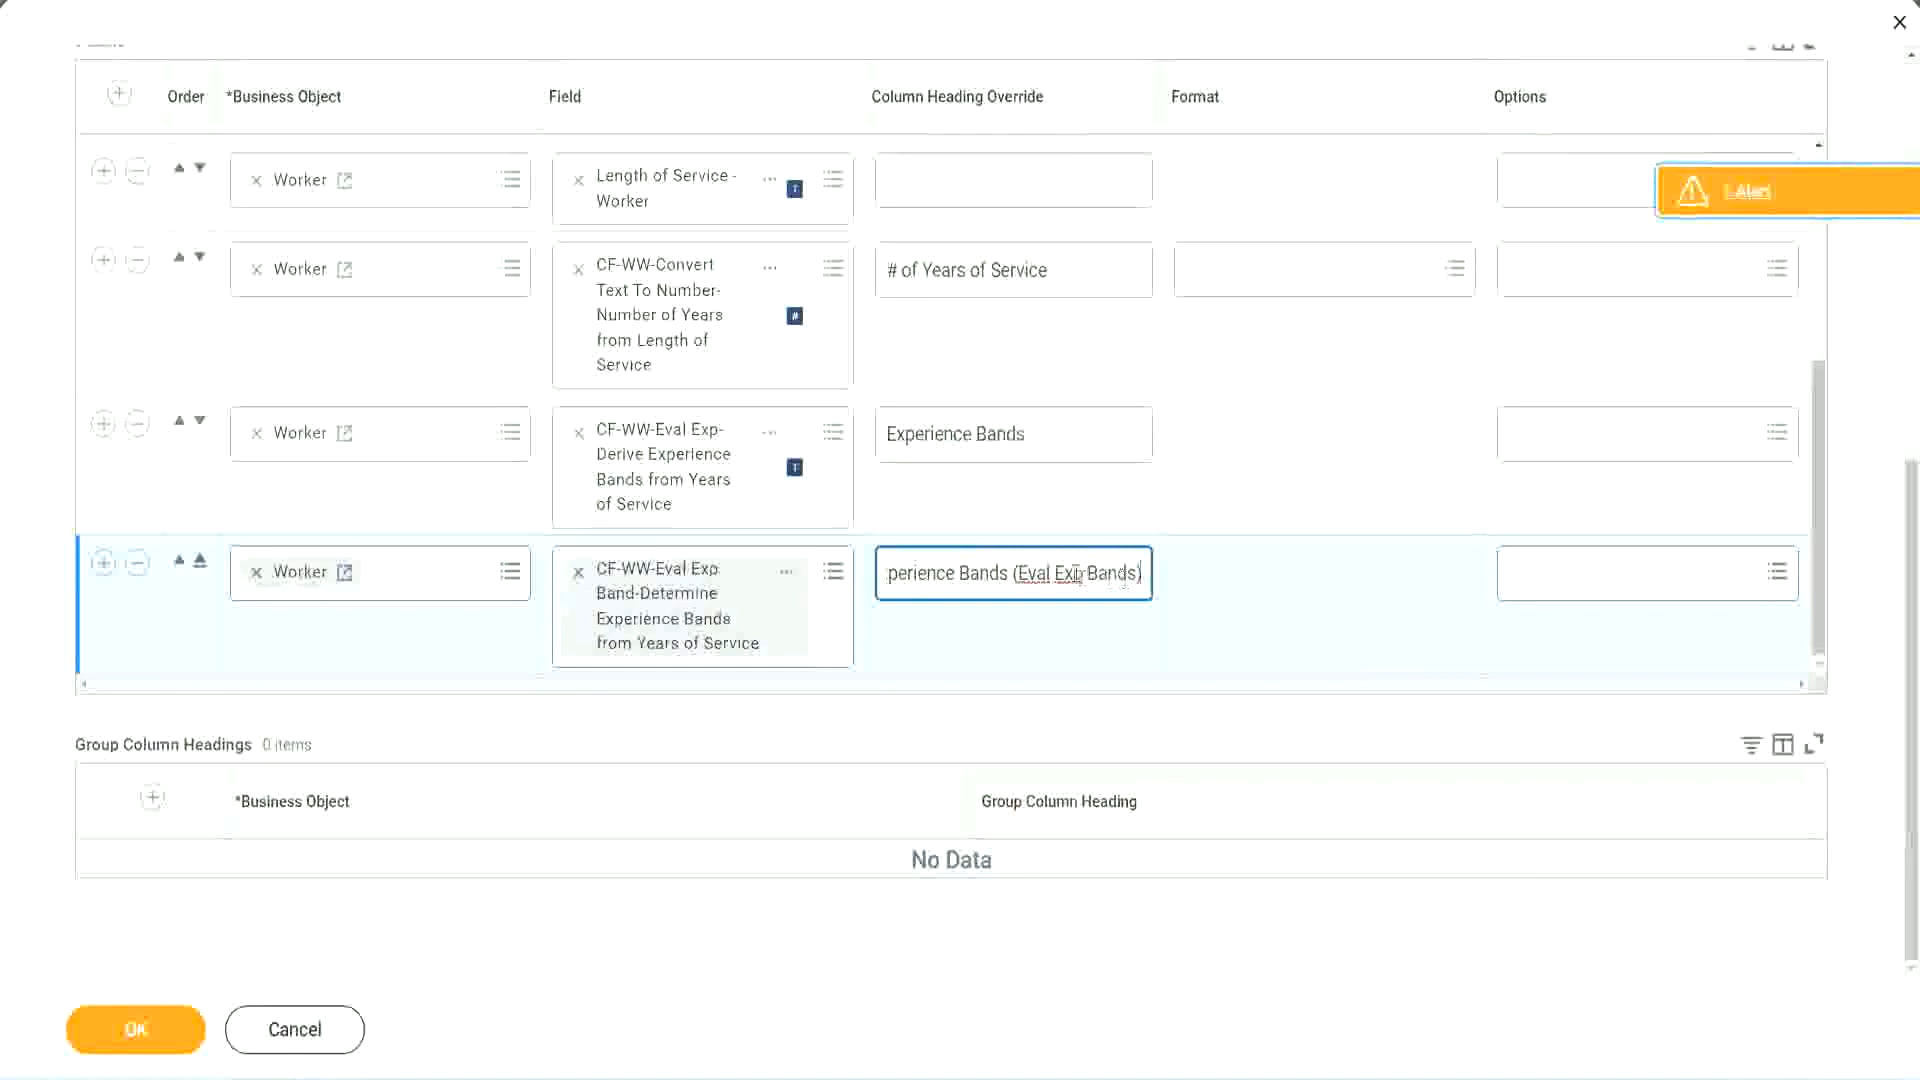 Order *Business Object Field Column Heading Override Format Options
Worker
Length of Service -
Worker
T
1 Alert
Worker
CF-WW-Convert
Text To Number-
Number of Years
from Length of
Service
#
# of Years of Service
Worker
CF-WW-Eval Exp-
Derive Experience
Bands from Years
of Service
T
Experience Bands
Worker
CF-WW-Eval Exp
Band-Determine
Experience Bands
from Years of Service
perience Bands (Eval Exp Bands)
Group Column Headings 0 items
*Business Object Group Column Heading
No Data
OK Cancel